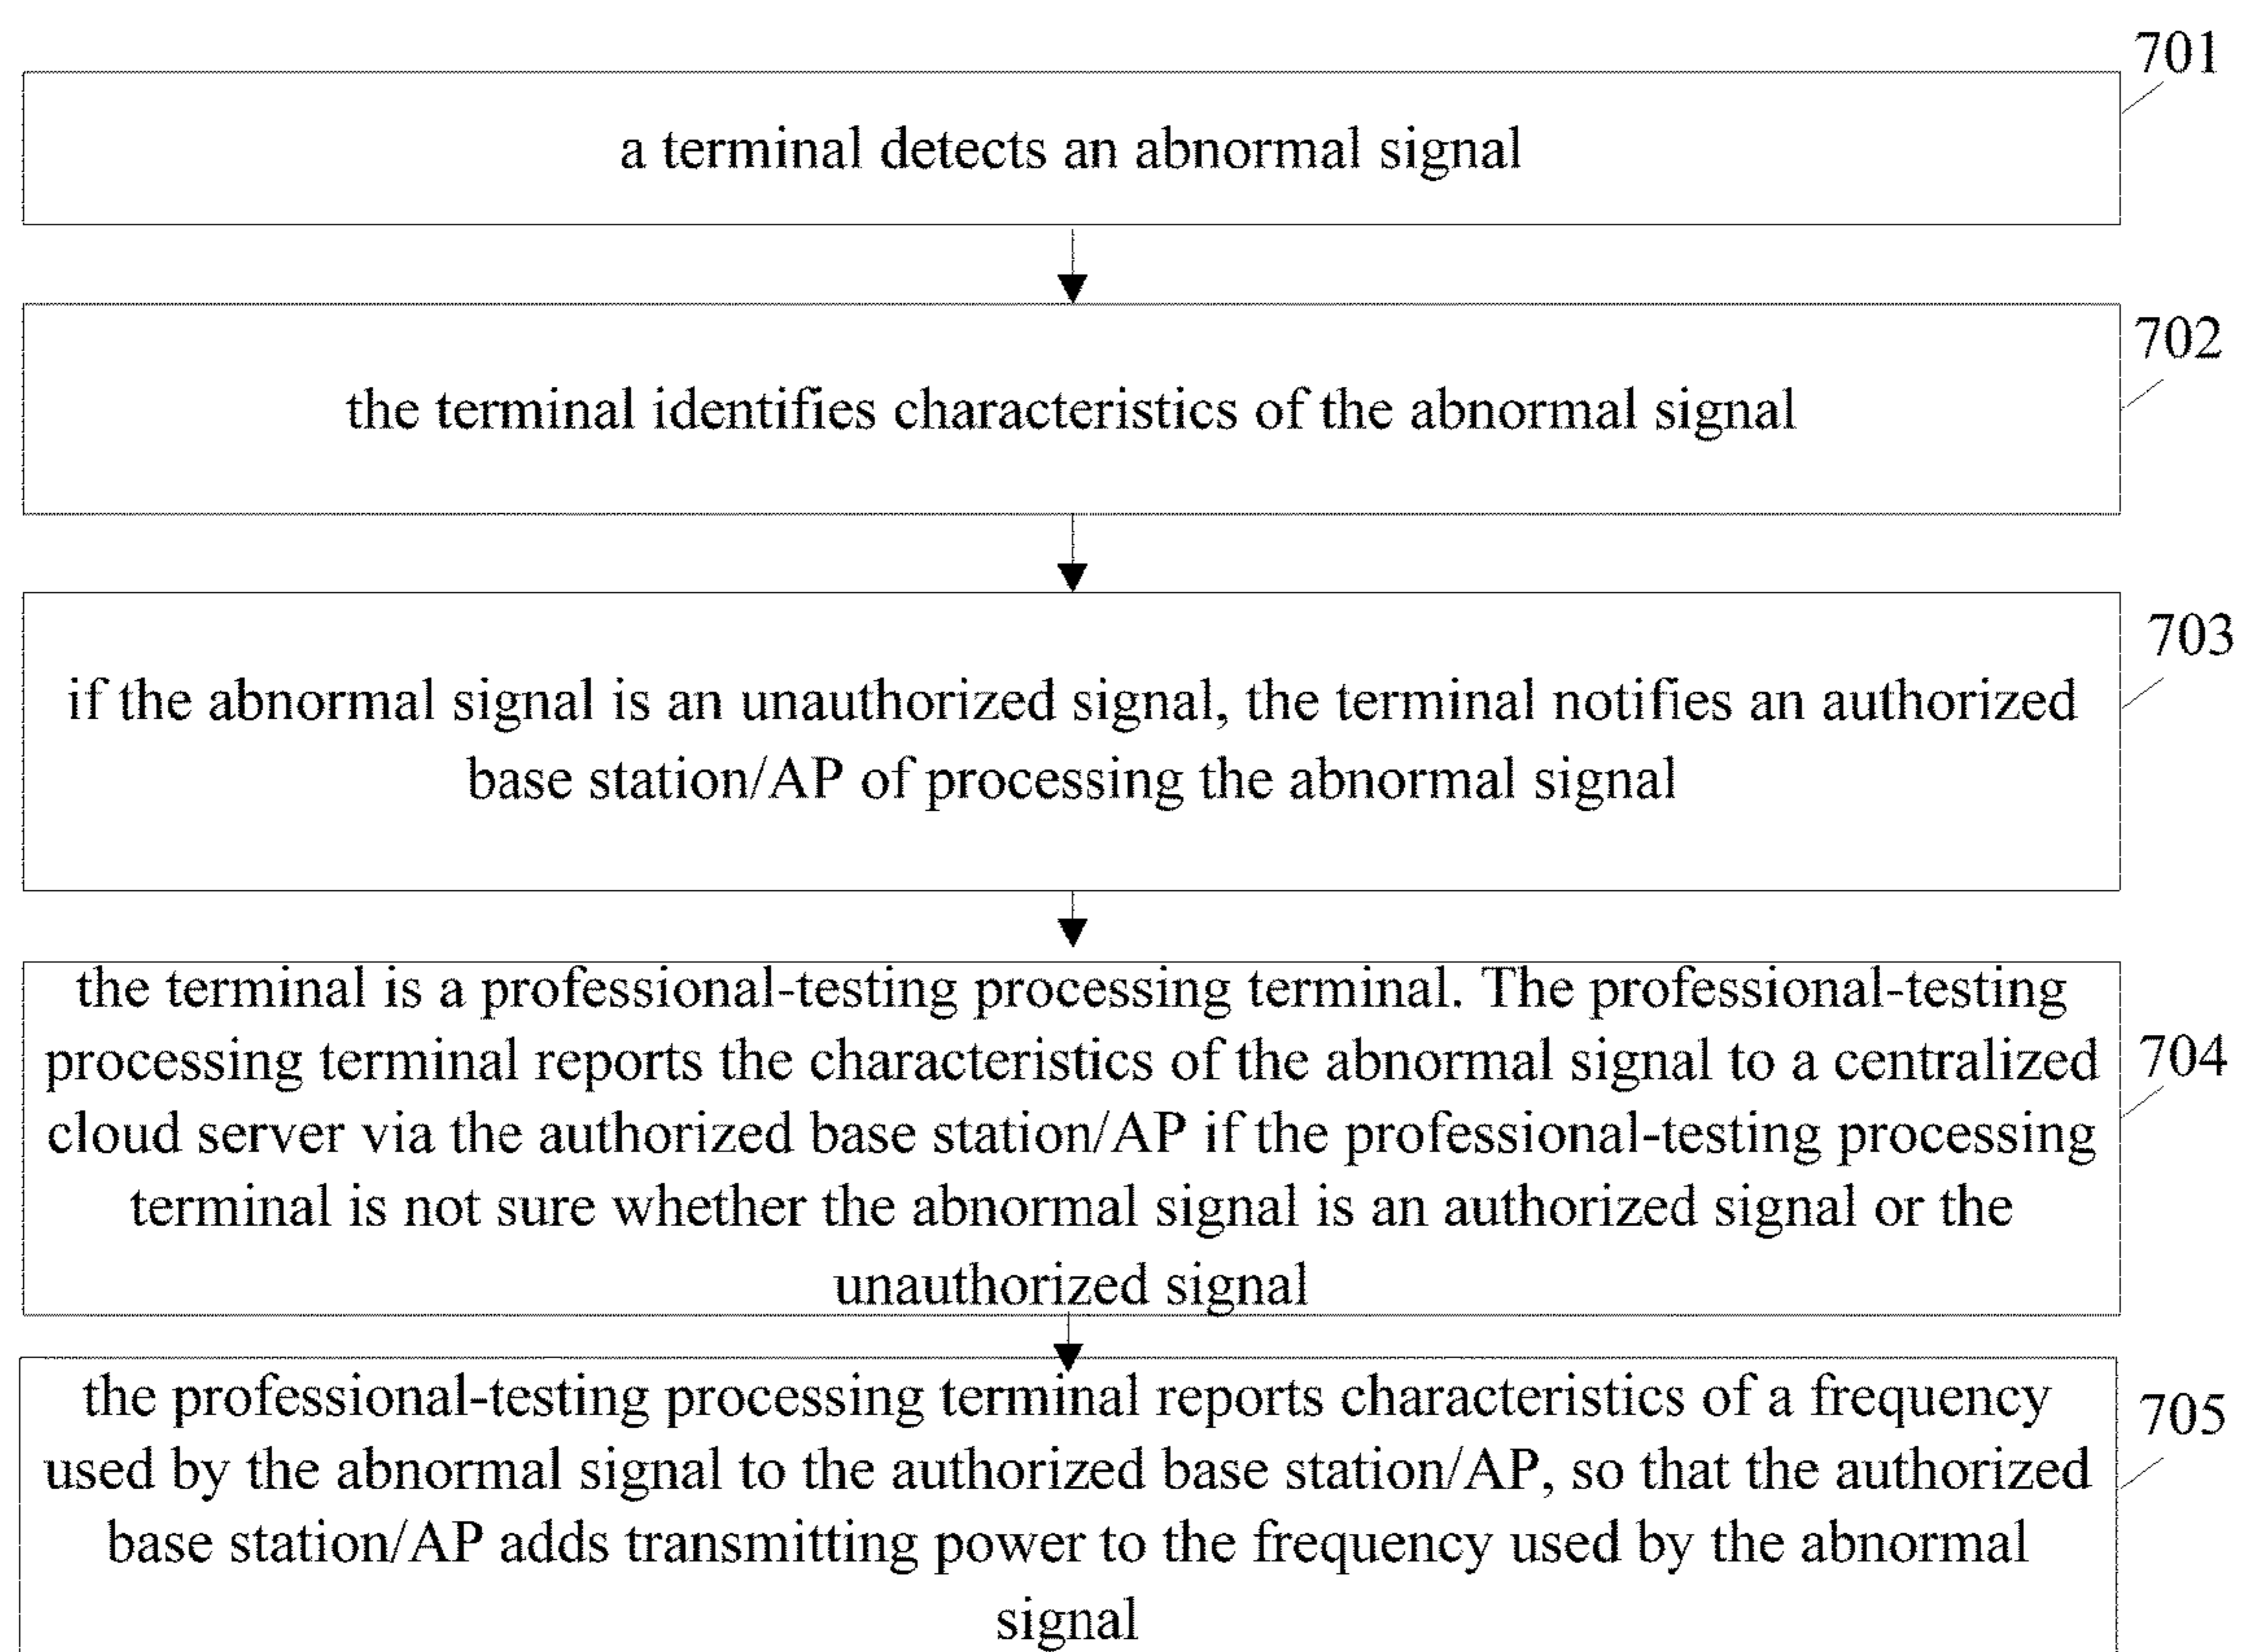 701
a terminal detects an abnormal signal
702
the terminal identifies characteristics of the abnormal signal
703
if the abnormal signal is an unauthorized signal, the terminal notifies an authorized
base station/AP of processing the abnormal signal
the terminal is a professional-testing processing terminal. The professional-testing
processing terminal reports the characteristics of the abnormal signal to a centralized
704
cloud server via the authorized base station/AP if the professional-testing processing
terminal is not sure whether the abnormal signal is an authorized signal or the
unauthorized signal
the professional-testing processing terminal reports characteristics of a frequency
705
used by the abnormal signal to the authorized base station/AP, so that the authorized
base station/AP adds transmitting power to the frequency used by the abnormal
signal